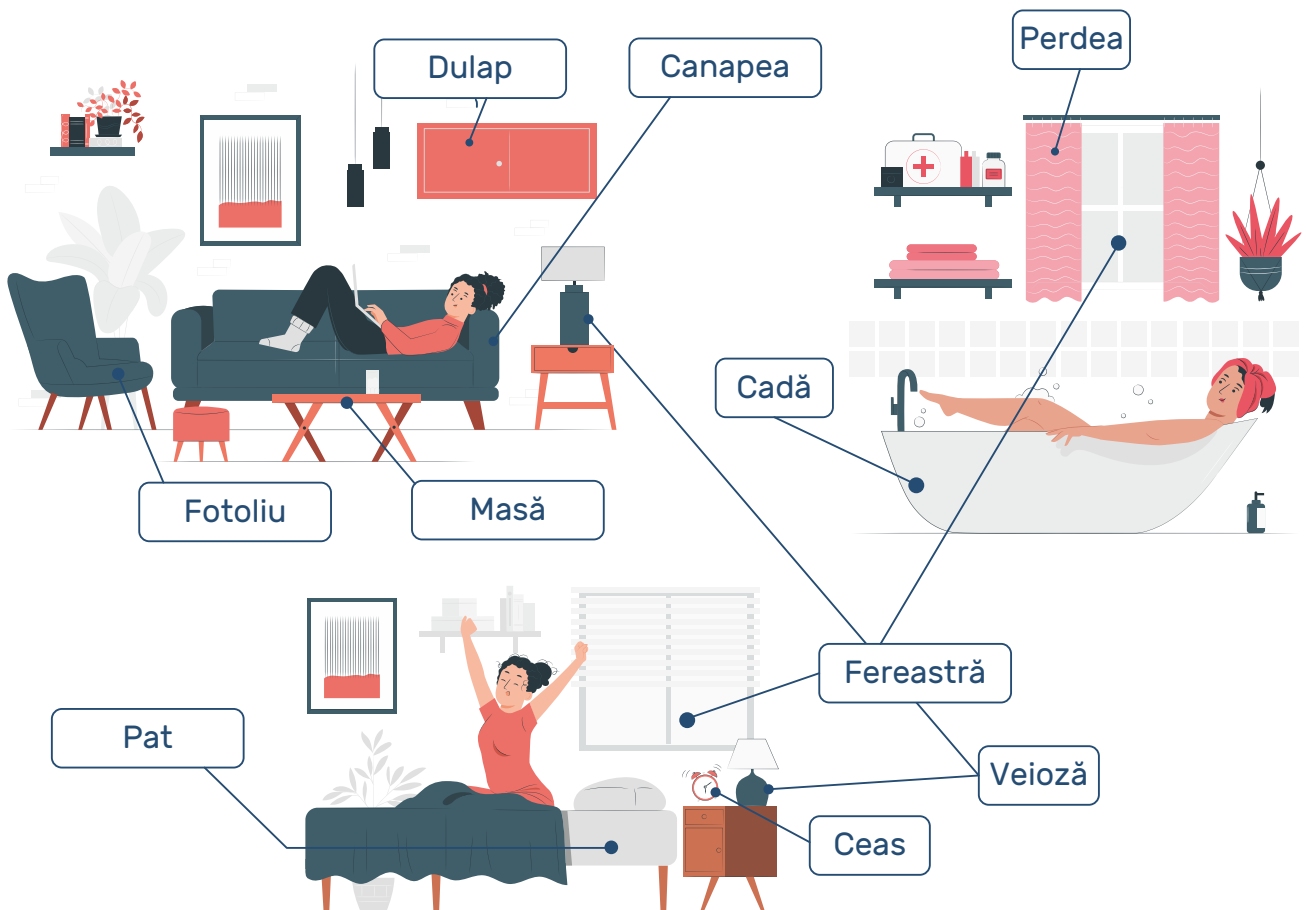 Dulap
Canapea
Perdea
Cadă
Fotoliu
Masă
Fereastră
Pat
Veioză
Ceas